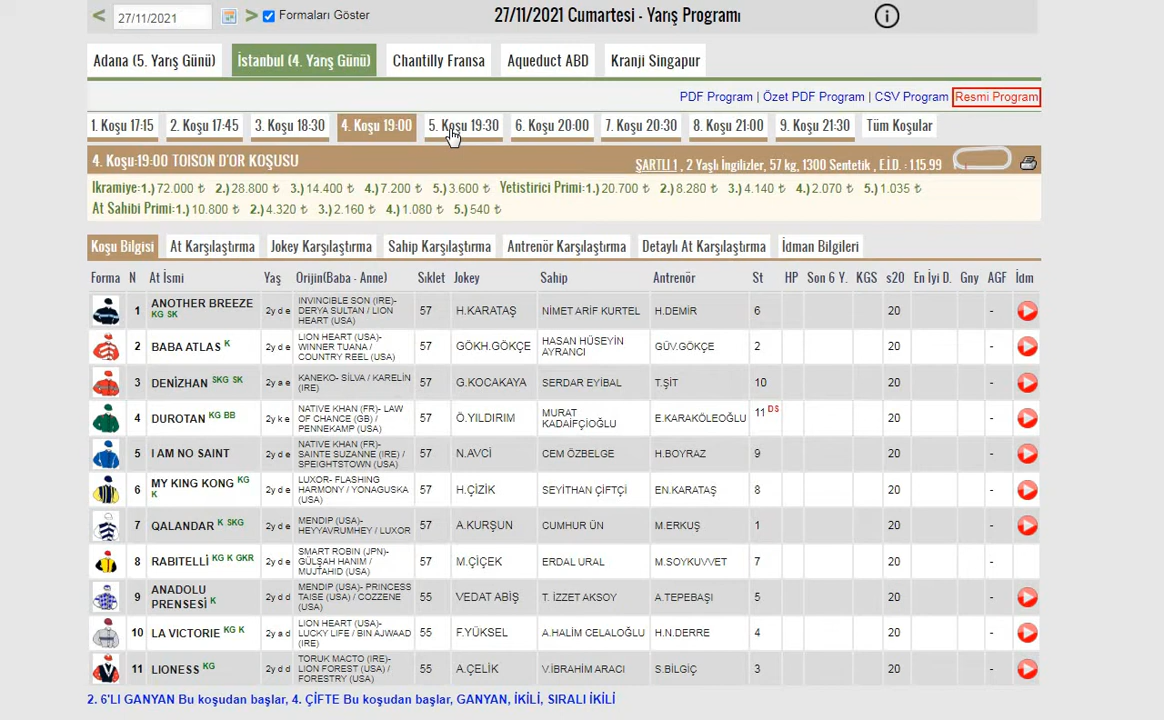 < 27/11/2021 > Formaları Göster 27/11/2021 Cumartesi - Yarış Programı
Adana (5. Yarış Günü) İstanbul (4. Yarış Günü) Chantilly Fransa Aqueduct ABD Kranji Singapur
PDF Program | Özet PDF Program | CSV Program Resmi Program
1. Koşu 17:15 2. Koşu 17:45 3. Koşu 18:30 4. Koşu 19:00 5. Koşu 19:30 6. Koşu 20:00 7. Koşu 20:30 8. Koşu 21:00 9. Koşu 21:30 Tüm Koşular
4. Koşu:19:00 TOISON D'OR KOŞUSU ŞARTLI 1 , 2 Yaşlı İngilizler, 57 kg, 1300 Sentetik , E.İ.D. : 1.15.99
Ikramiye:1.) 72.000 ₺ 2.) 28.800 ₺ 3.) 14.400 ₺ 4.) 7.200 ₺ 5.) 3.600 ₺ Yetistirici Primi:1.) 20.700 ₺ 2.) 8.280 ₺ 3.) 4.140 ₺ 4.) 2.070 ₺ 5.) 1.035 ₺
At Sahibi Primi:1.) 10.800 ₺ 2.) 4.320 ₺ 3.) 2.160 ₺ 4.) 1.080 ₺ 5.) 540 ₺
Koşu Bilgisi At Karşılaştırma Jokey Karşılaştırma Sahip Karşılaştırma Antrenör Karşılaştırma Detaylı At Karşılaştırma İdman Bilgileri
Forma N At İsmi Yaş Orijin(Baba - Anne) Sıklet Jokey Sahip Antrenör St HP Son 6 Y. KGS s20 En İyi D. Gny AGF İdm
1 ANOTHER BREEZE KG SK 2y d e INVINCIBLE SON (IRE)- DERYA SULTAN / LION HEART (USA) 57 H.KARATAŞ NİMET ARİF KURTEL H.DEMİR 6 20 -
2 BABA ATLAS K 2y d e LION HEART (USA)- WINNER TUANA / COUNTRY REEL (USA) 57 GÖKH.GÖKÇE HASAN HÜSEYİN AYRANCI GÜV.GÖKÇE 2 20 -
3 DENİZHAN SKG SK 2y a e KANEKO- SİLVA / KARELIN (IRE) 57 G.KOCAKAYA SERDAR EYİBAL T.ŞİT 10 20 -
4 DUROTAN KG BB 2y k e NATIVE KHAN (FR)- LAW OF CHANCE (GB) / PENNEKAMP (USA) 57 Ö.YILDIRIM MURAT KADAİFÇİOĞLU E.KARAKÖLEOĞLU 11 DS 20 -
5 I AM NO SAINT 2y d e NATIVE KHAN (FR)- SAINTE SUZANNE (IRE) / SPEIGHTSTOWN (USA) 57 N.AVCİ CEM ÖZBELGE H.BOYRAZ 9 20 -
6 MY KING KONG KG K 2y d e LUXOR- FLASHING HARMONY / YONAGUSKA (USA) 57 H.ÇİZİK SEYİTHAN ÇİFTÇİ EN.KARATAŞ 8 20 -
7 QALANDAR K SKG 2y d e MENDIP (USA)- HEYYAVRUMHEY / LUXOR 57 A.KURŞUN CUMHUR ÜN M.ERKUŞ 1 20 -
8 RABITELLİ KG K GKR 2y d e SMART ROBIN (JPN)- GÜLŞAH HANIM / MUJTAHID (USA) 57 M.ÇİÇEK ERDAL URAL M.SOYKUVVET 7 20 -
9 ANADOLU PRENSESİ K 2y d d MENDIP (USA)- PRINCESS TAISE (USA) / COZZENE (USA) 55 VEDAT ABİŞ T. İZZET AKSOY A.TEPEBAŞI 5 20 -
10 LA VICTORIE KG K 2y a d LION HEART (USA)- LUCKY LIFE / BIN AJWAAD (IRE) 55 F.YÜKSEL A.HALİM CELALOĞLU H.N.DERRE 4 20 -
11 LIONESS KG 2y d d TORUK MACTO (IRE)- LION FOREST (USA) / FORESTRY (USA) 55 A.ÇELİK V.İBRAHİM ARACI S.BİLGİÇ 3 20 -
2. 6'LI GANYAN Bu koşudan başlar, 4. ÇİFTE Bu koşudan başlar, GANYAN, İKİLİ, SIRALI İKİLİ